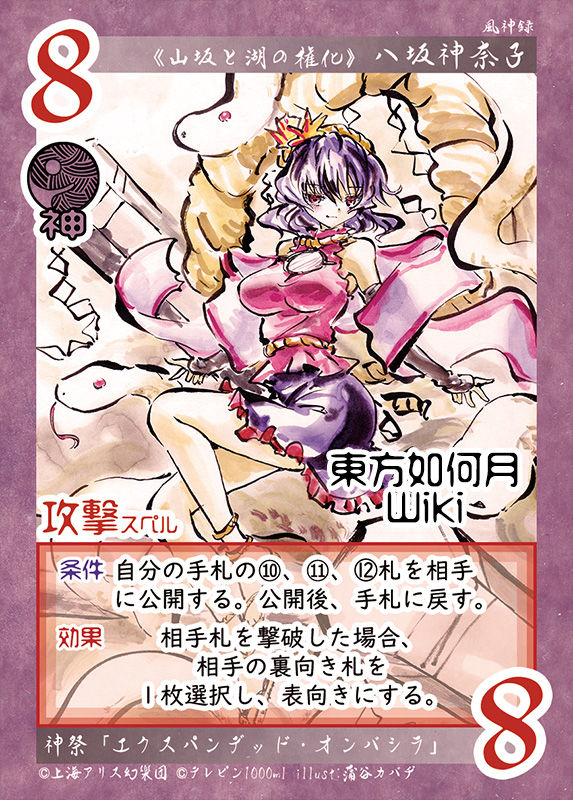 風神録
8
《山坂と湖の権化》 八坂神奈子
神
東方如何月
Wiki
攻撃スペル
条件 自分の手札の⑩、⑪、⑫札を相手
に公開する。公開後、手札に戻す。
効果 相手札を撃破した場合、
相手の裏向き札を
1枚選択し、表向きにする。
8
神祭「エクスパンデッド・オンバシラ」
©上海アリス幻樂団 ©テレピン1000ml illust:蒲谷カバヂ